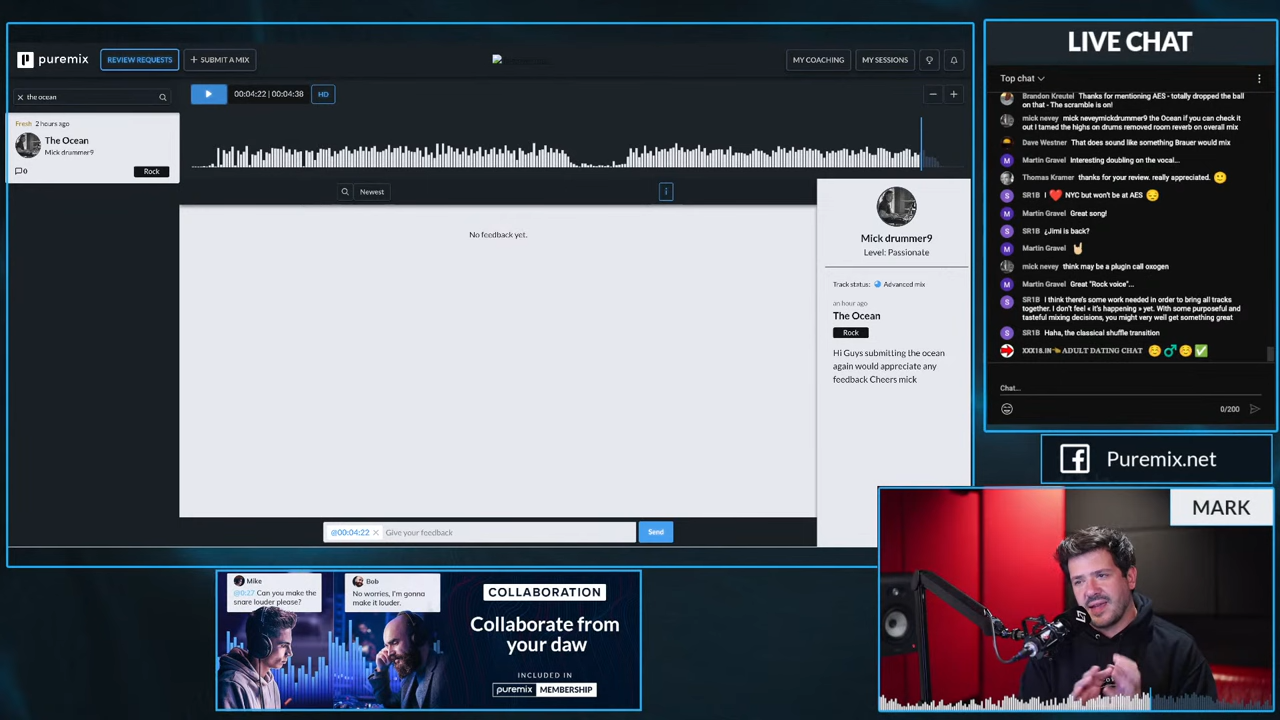 puremix
REVIEW REQUESTS
+ SUBMIT A MIX
MY COACHING
MY SESSIONS
the ocean
00:04:22 | 00:04:38
HD
Fresh 2 hours ago
The Ocean
Mick drummer9
0
Rock
Newest
i
No feedback yet.
Mick drummer9
Level: Passionate
Track status: Advanced mix
an hour ago
The Ocean
Rock
Hi Guys submitting the ocean
again would appreciate any
feedback Cheers mick
@00:04:22 × Give your feedback
Send
LIVE CHAT
Top chat
Brandon Kreutel Thanks for mentioning AES - totally dropped the ball
on that - The scramble is on!
mick nevey mick neveymickdrummer9 the Ocean if you can check
it out I tamed the highs on drums removed room reverb on overall mix
Dave Westner That does sound like something Brauer would mix
Martin Gravel Interesting doubling on the vocal...
Thomas Kramer thanks for your review. really appreciated. 🙂
SR1B I ❤️ NYC but won't be at AES 😔
Martin Gravel Great song!
SR1B ¿Jimi is back?
Martin Gravel 🤘🏻
mick nevey think may be a plugin call oxogen
Martin Gravel Great "Rock voice"...
SR1B I think there's some work needed in order to bring all tracks
together. I don't feel « it's happening » yet. With some purposeful and
tasteful mixing decisions, you might very well get something great
SR1B Haha, the classical shuffle transition
XXX18.IN👈ADULT DATING CHAT ☺️♂️☺️✅
Chat...
0/200
Puremix.net
MARK
Mike
@0:27 Can you make the
snare louder please?
Bob
No worries, I'm gonna
make it louder.
COLLABORATION
Collaborate from
your daw
INCLUDED IN
puremix MEMBERSHIP